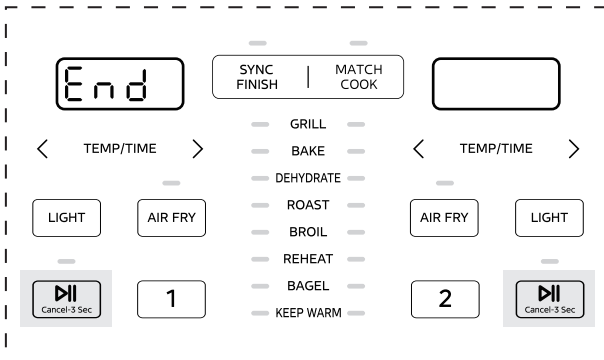 SYNC
FINISH
MATCH
COOK
End
GRILL
TEMP/TIME
BAKE
TEMP/TIME
DEHYDRATE
ROAST
LIGHT
AIR FRY
AIR FRY
LIGHT
BROIL
REHEAT
BAGEL
Cancel-3 Sec
1
2
Cancel-3 Sec
KEEP WARM